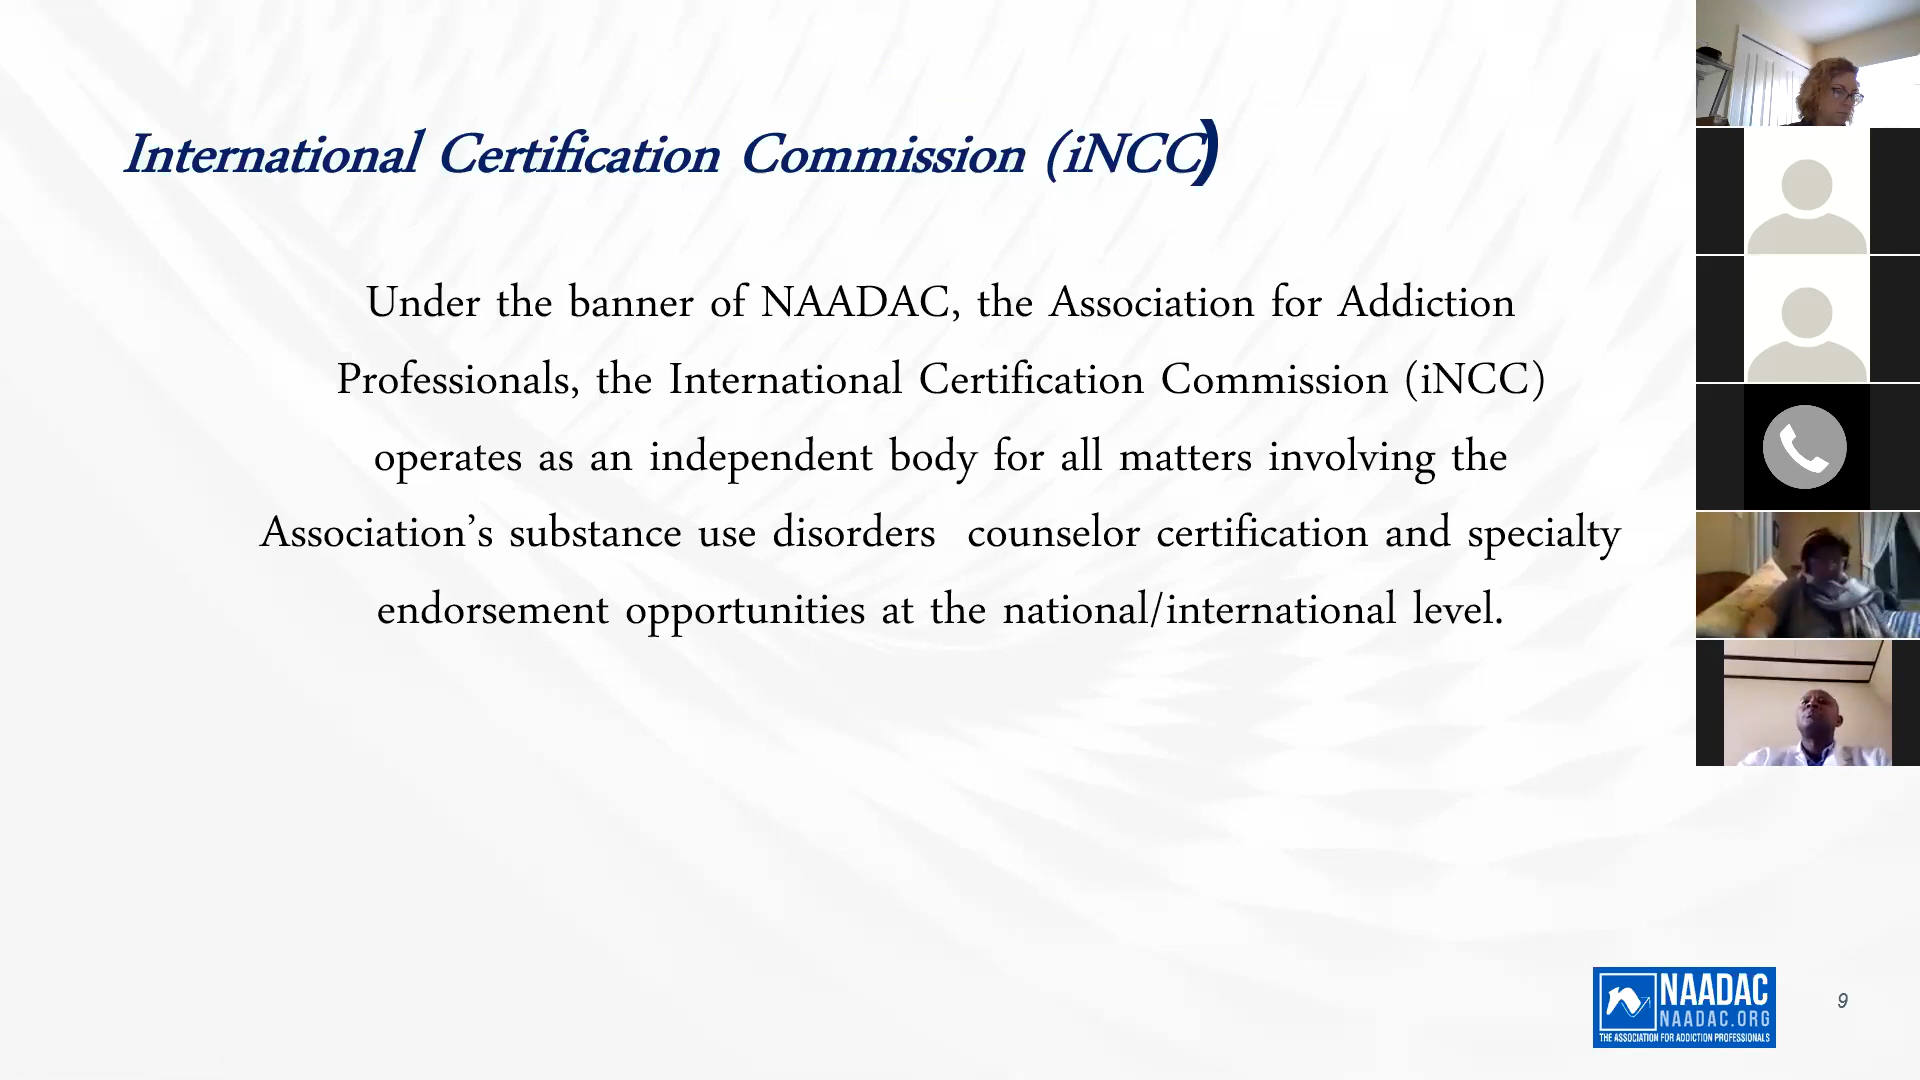 International Certification Commission (iNCC)
Under the banner of NAADAC, the Association for Addiction
Professionals, the International Certification Commission (iNCC)
operates as an independent body for all matters involving the
Association’s substance use disorders  counselor certification and specialty
endorsement opportunities at the national/international level.
NAADAC
NAADAC.ORG
THE ASSOCIATION FOR ADDICTION PROFESSIONALS
9